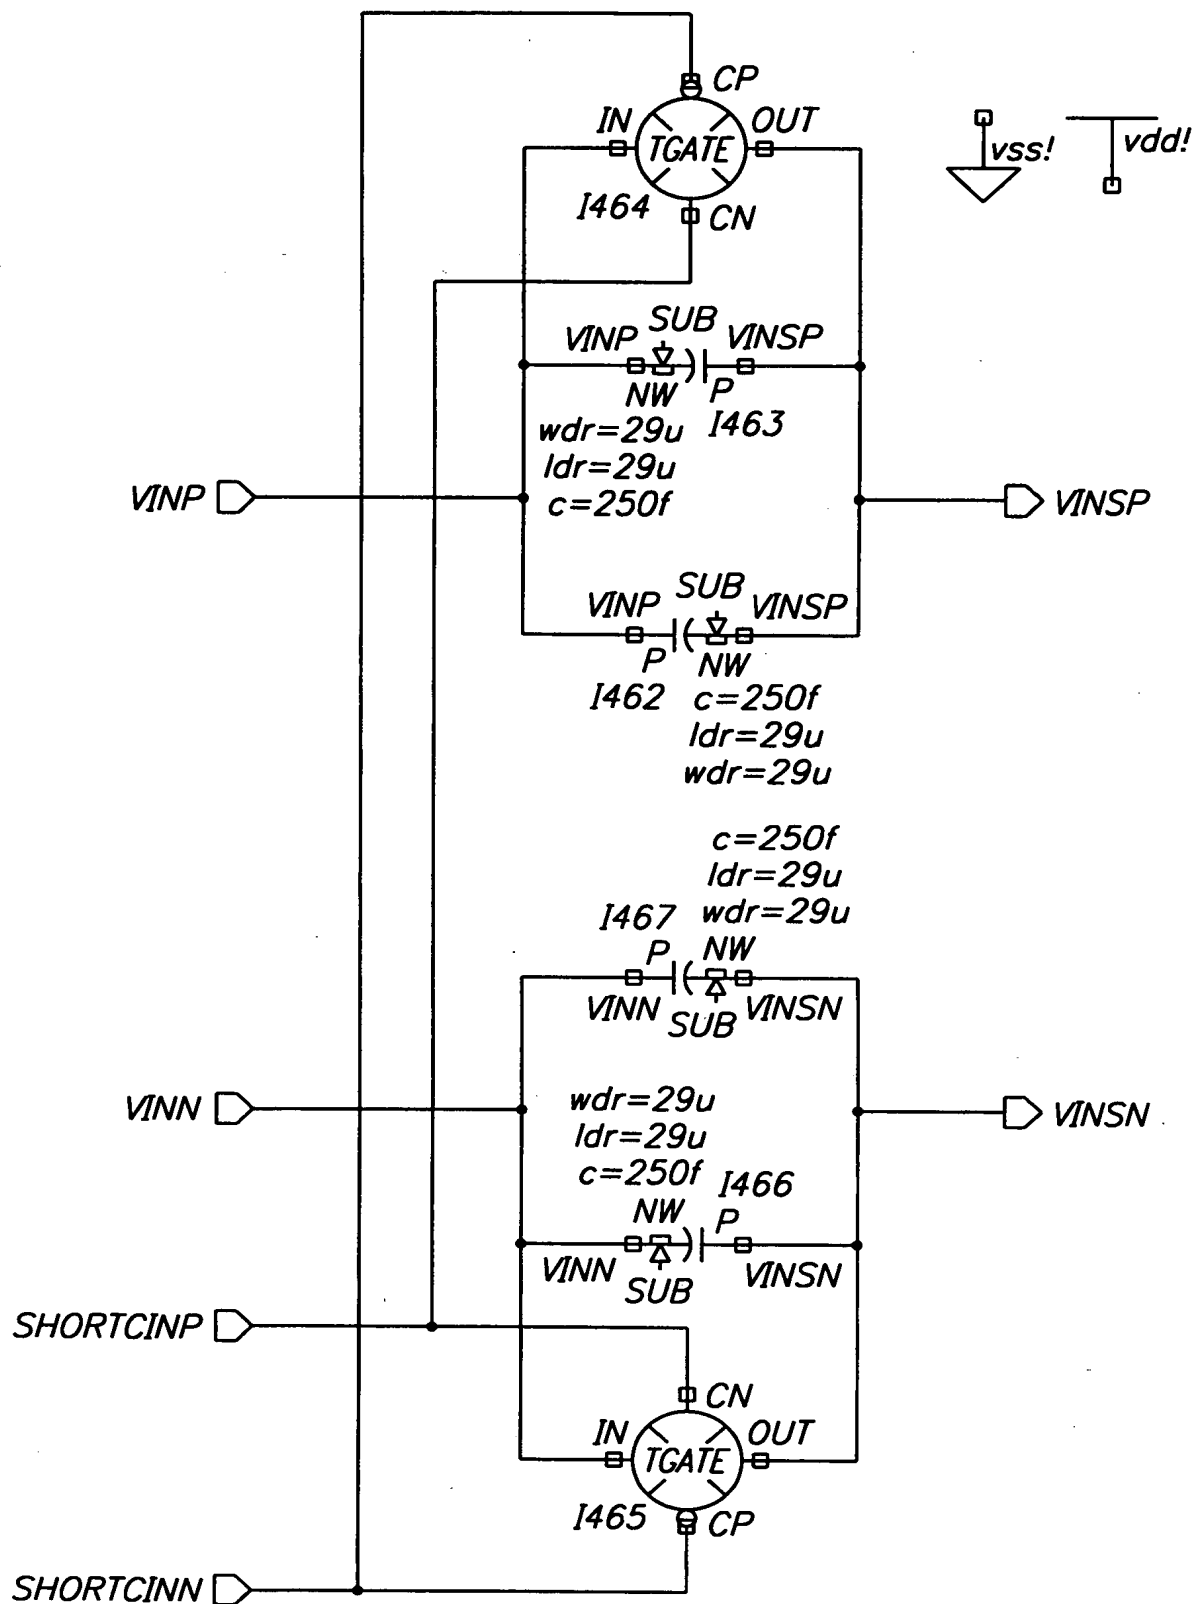 CP
IN
OUT
TGATE
vss!
vdd!
I464
CN
SUB
VINP
VINSP
NW
P
wdr=29u
I463
ldr=29u
c=250f
VINP
VINSP
SUB
VINP
VINSP
P
NW
I462
c=250f
ldr=29u
wdr=29u
c=250f
ldr=29u
wdr=29u
I467
P
NW
VINN
SUB
VINSN
VINN
wdr=29u
ldr=29u
c=250f
VINSN
I466
NW
P
VINN
SUB
VINSN
SHORTCINP
CN
IN
OUT
TGATE
I465
CP
SHORTCINN